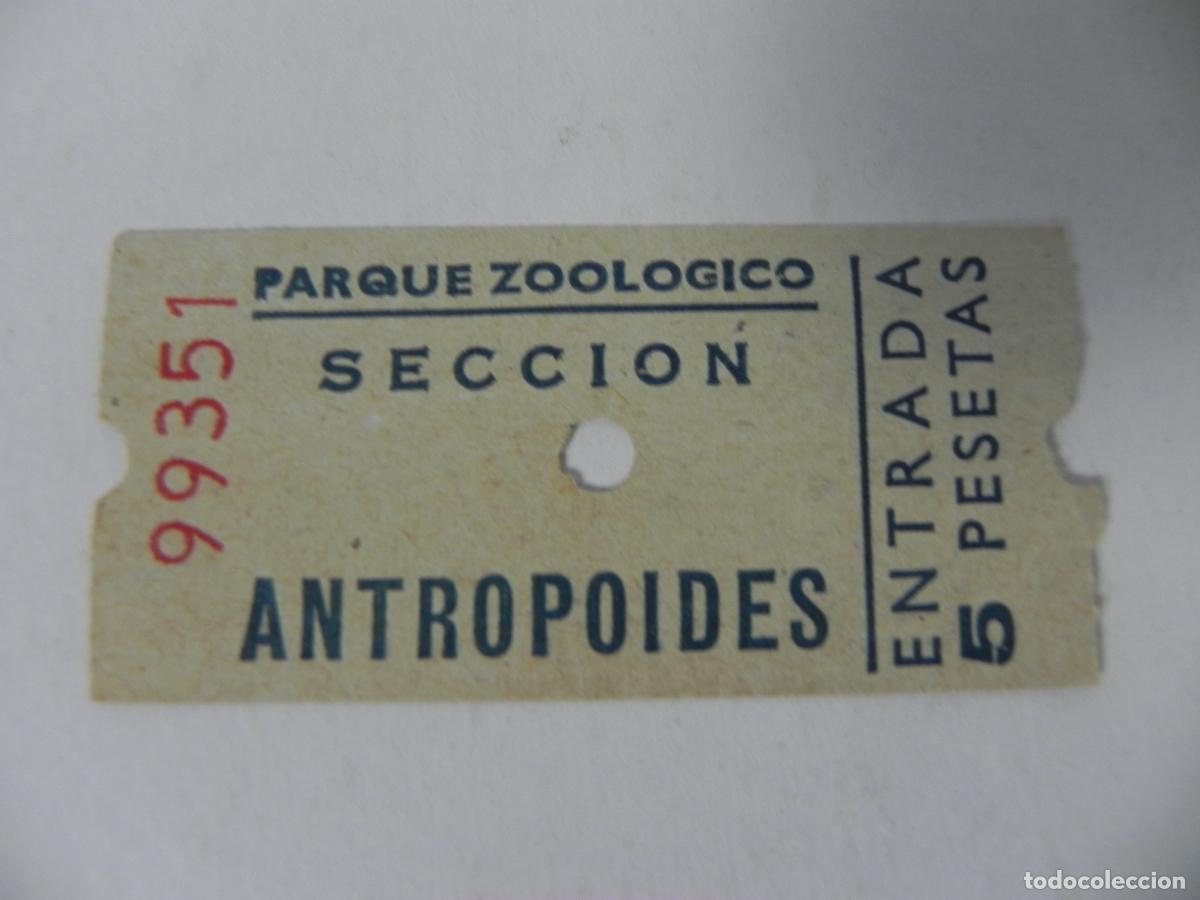 99351
PARQUE ZOOLOGICO
SECCION
ANTROPOIDES
ENTRADA
5 PESETAS
todocoleccion